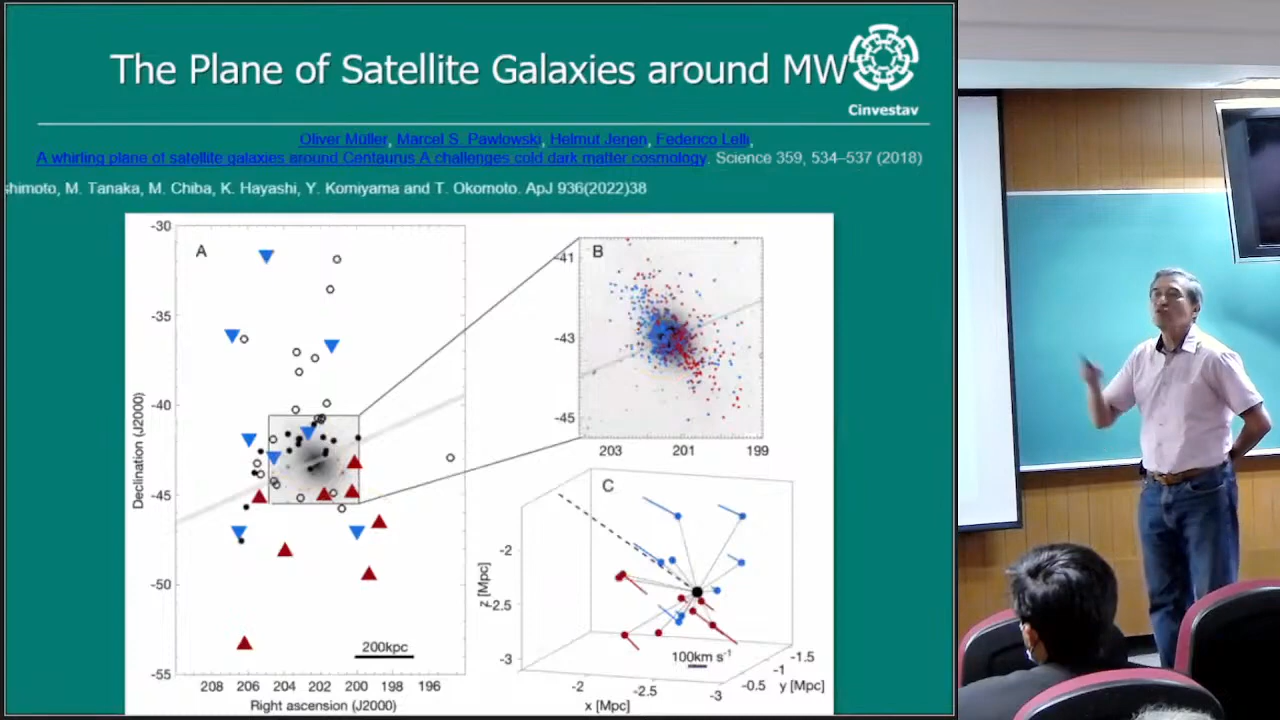 The Plane of Satellite Galaxies around MW
Cinvestav
Oliver Müller, Marcel S. Pawlowski, Helmut Jerjen, Federico Lelli,
A whirling plane of satellite galaxies around Centaurus A challenges cold dark matter cosmology. Science 359, 534–537 (2018)
shimoto, M. Tanaka, M. Chiba, K. Hayashi, Y. Komiyama and T. Okomoto. ApJ 936(2022)38
A
-30
-35
-40
-45
-50
-55
Declination (J2000)
208 206 204 202 200 198 196
Right ascension (J2000)
200kpc
B
-41
-43
-45
203 201 199
C
-2
-2.5
-3
z [Mpc]
100km s⁻¹
-2 -2.5 -3
x [Mpc]
-0.5 -1 -1.5
y [Mpc]